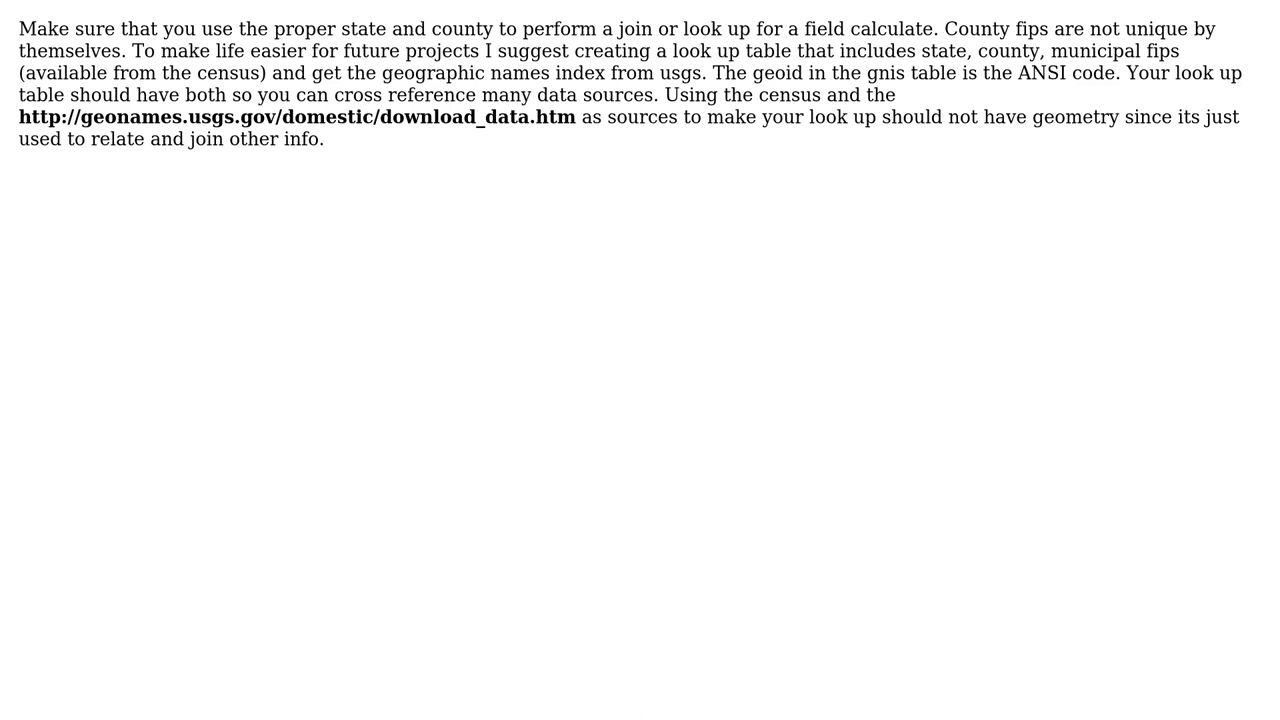 Make sure that you use the proper state and county to perform a join or look up for a field calculate. County fips are not unique by
themselves. To make life easier for future projects I suggest creating a look up table that includes state, county, municipal fips
(available from the census) and get the geographic names index from usgs. The geoid in the gnis table is the ANSI code. Your look up
table should have both so you can cross reference many data sources. Using the census and the
http://geonames.usgs.gov/domestic/download_data.htm as sources to make your look up should not have geometry since its just
used to relate and join other info.